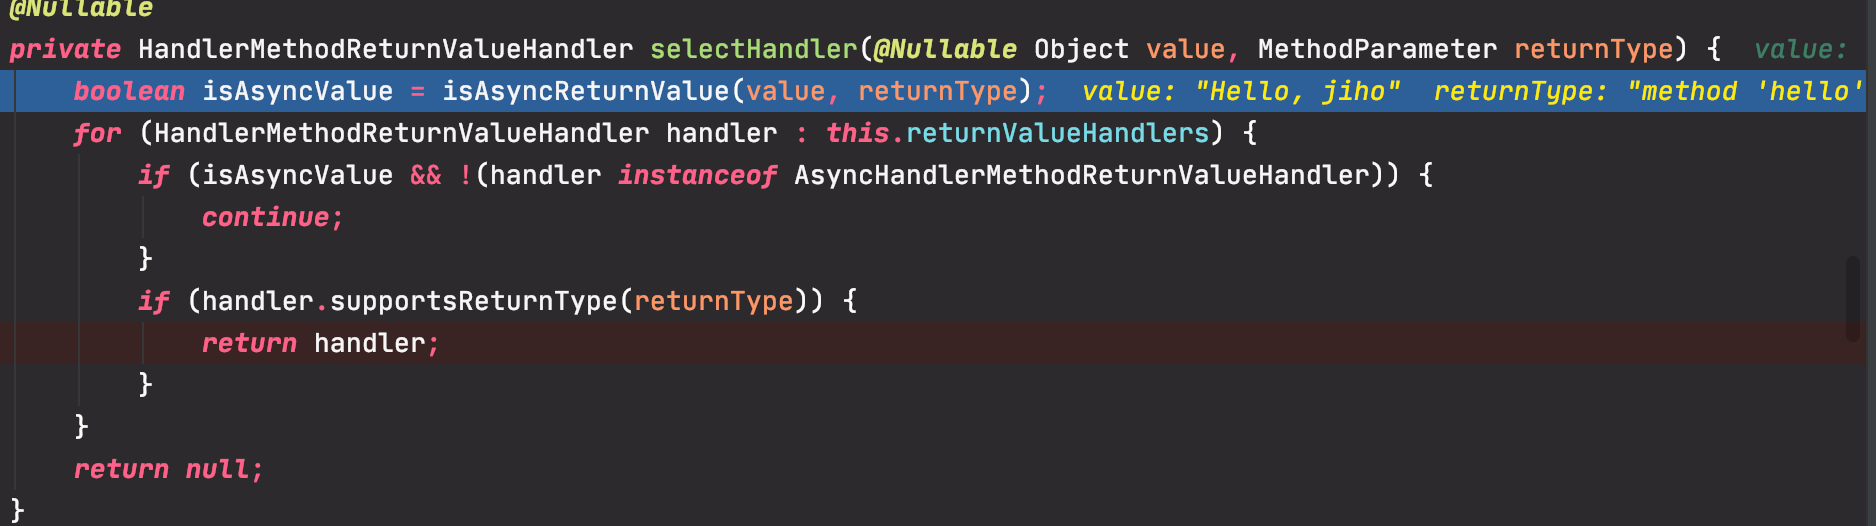 @Nullable
private HandlerMethodReturnValueHandler selectHandler(@Nullable Object value, MethodParameter returnType) {  value:
boolean isAsyncValue = isAsyncReturnValue(value, returnType);  value: "Hello, jiho"  returnType: "method 'hello'
for (HandlerMethodReturnValueHandler handler : this.returnValueHandlers) {
if (isAsyncValue && !(handler instanceof AsyncHandlerMethodReturnValueHandler)) {
continue;
}
if (handler.supportsReturnType(returnType)) {
return handler;
}
}
return null;
}